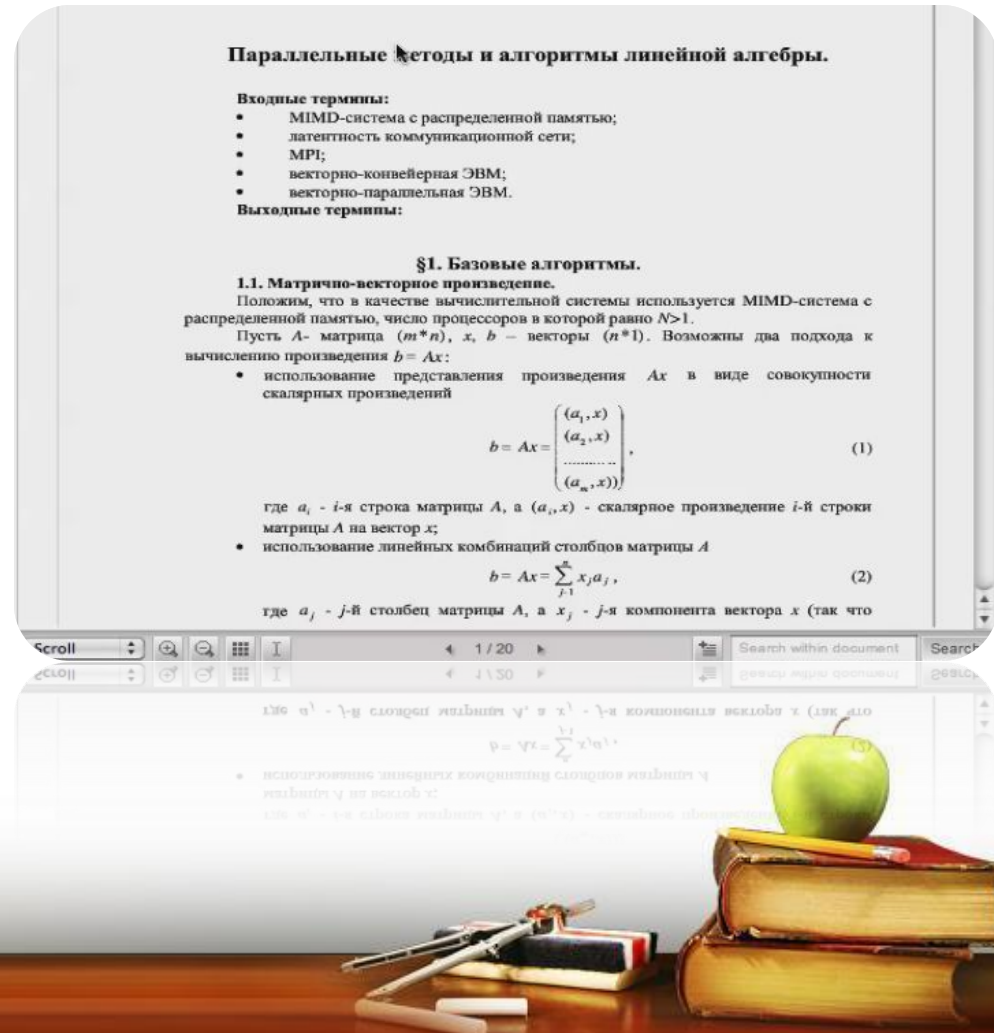 Параллельные методы и алгоритмы линейной алгебры.
Входные термины:
• MIMD-система с распределенной памятью;
• латентность коммуникационной сети;
• MPI;
• векторно-конвейерная ЭВМ;
• векторно-параллельная ЭВМ.
Выходные термины:
§1. Базовые алгоритмы.
1.1. Матрично-векторное произведение.
Положим, что в качестве вычислительной системы используется MIMD-система с
распределенной памятью, число процессоров в которой равно N>1.
Пусть A- матрица (m*n), x, b – векторы (n*1). Возможны два подхода к
вычислению произведения b = Ax:
• использование представления произведения Ax в виде совокупности
скалярных произведений
b = Ax = ((a₁,x) (a₂,x) ........... (aₘ,x))), (1)
где aᵢ - i-я строка матрицы A, а (aᵢ,x) - скалярное произведение i-й строки
матрицы A на вектор x;
• использование линейных комбинаций столбцов матрицы A
b = Ax = ∑ⁿⱼ₌₁ xⱼaⱼ, (2)
где aⱼ - j-й столбец матрицы A, а xⱼ - j-я компонента вектора x (так что
Scroll 1 / 20 Search within document Search